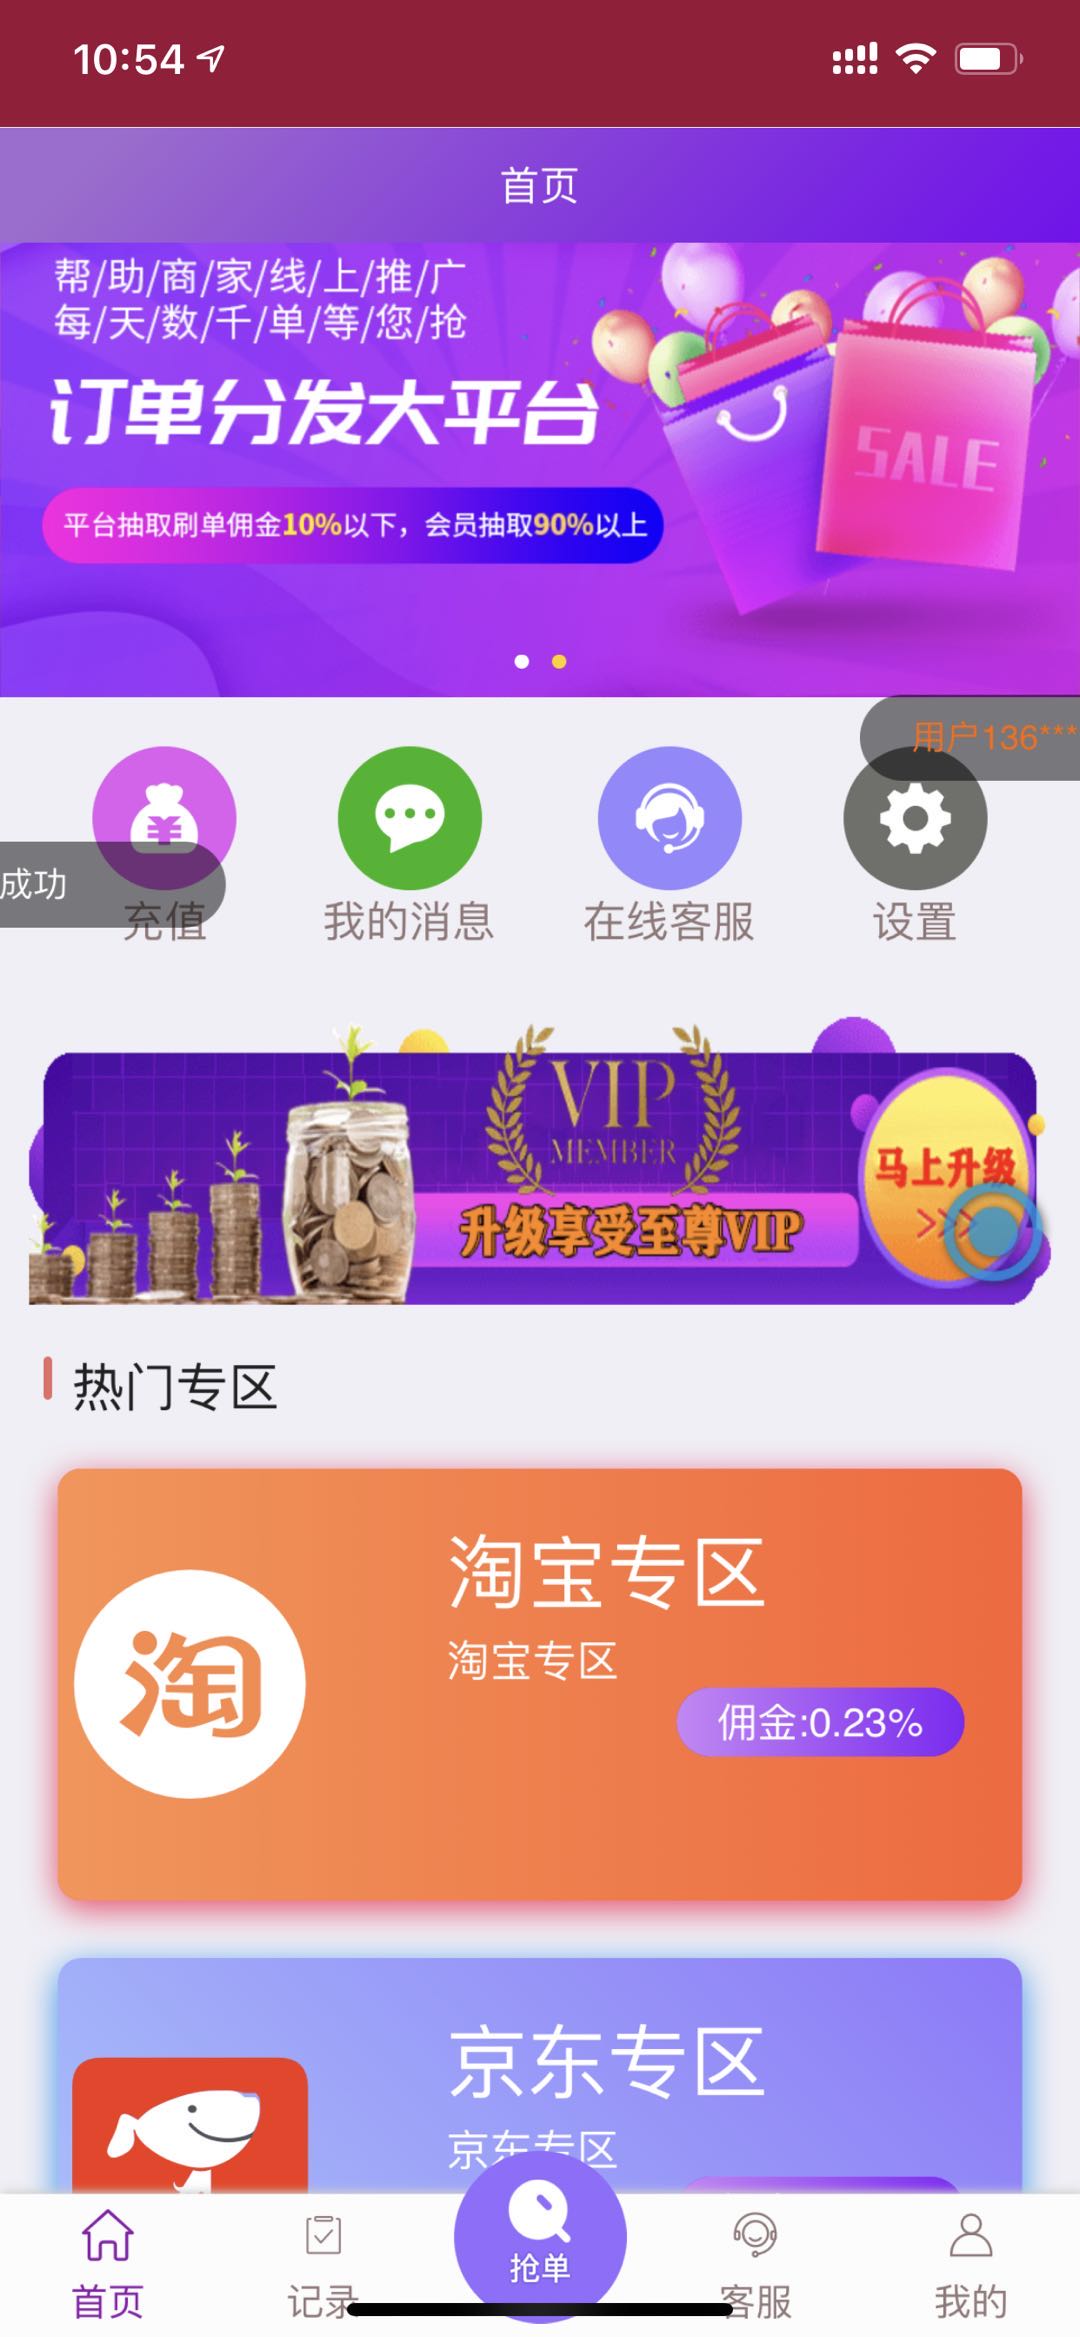 10:54
首页
帮/助/商/家/线/上/推/广
每/天/数/千/单/等/您/抢
订单分发大平台
平台抽取刷单佣金10%以下，会员抽取90%以上
SALE
用户136***
成功
充值
我的消息
在线客服
设置
VIP
MEMBER
升级享受至尊VIP
马上升级
>>>
热门专区
淘
淘宝专区
淘宝专区
佣金:0.23%
京东专区
京东专区
首页
记录
抢单
客服
我的